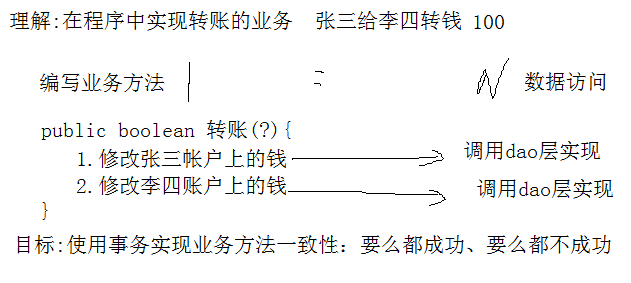 理解:在程序中实现转账的业务 张三给李四转钱 100
编写业务方法 数据访问
public boolean 转账(?){
1.修改张三帐户上的钱 调用dao层实现
2.修改李四账户上的钱 调用dao层实现
}
目标:使用事务实现业务方法一致性: 要么都成功、要么都不成功